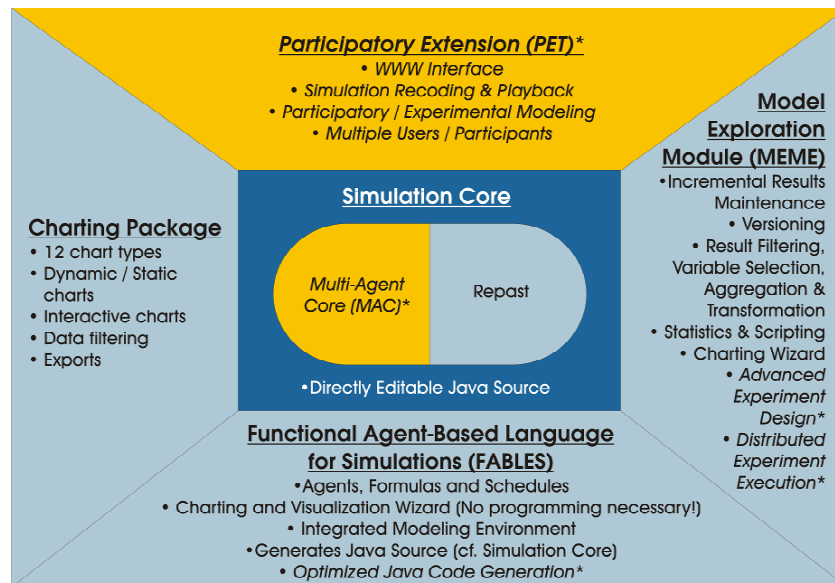 Participatory Extension (PET)*
• WWW Interface
• Simulation Recoding & Playback
• Participatory / Experimental Modeling
• Multiple Users / Participants
Charting Package
• 12 chart types
• Dynamic / Static
charts
• Interactive charts
• Data filtering
• Exports
Simulation Core
Multi-Agent
Core (MAC)*
Repast
•Directly Editable Java Source
Model
Exploration
Module (MEME)
•Incremental Results
Maintenance
• Versioning
• Result Filtering,
Variable Selection,
Aggregation &
Transformation
• Statistics & Scripting
• Charting Wizard
• Advanced
Experiment
Design*
• Distributed
Experiment
Execution*
Functional Agent-Based Language
for Simulations (FABLES)
•Agents, Formulas and Schedules
• Charting and Visualization Wizard (No programming necessary!)
• Integrated Modeling Environment
•Generates Java Source (cf. Simulation Core)
• Optimized Java Code Generation*